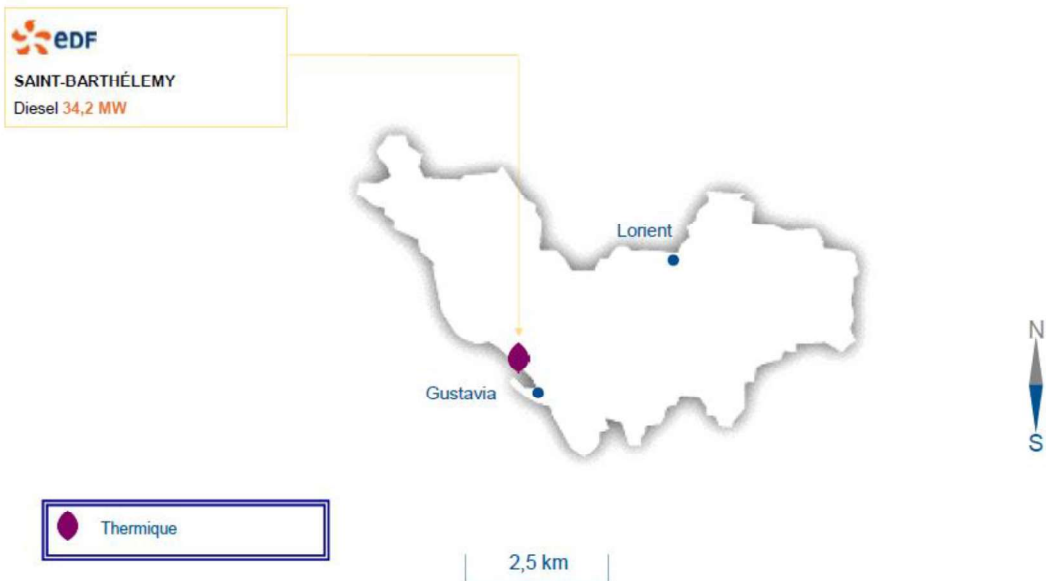 eDF
SAINT-BARTHÉLEMY
Diesel 34,2 MW
Lorient
Gustavia
N
S
Thermique
2,5 km